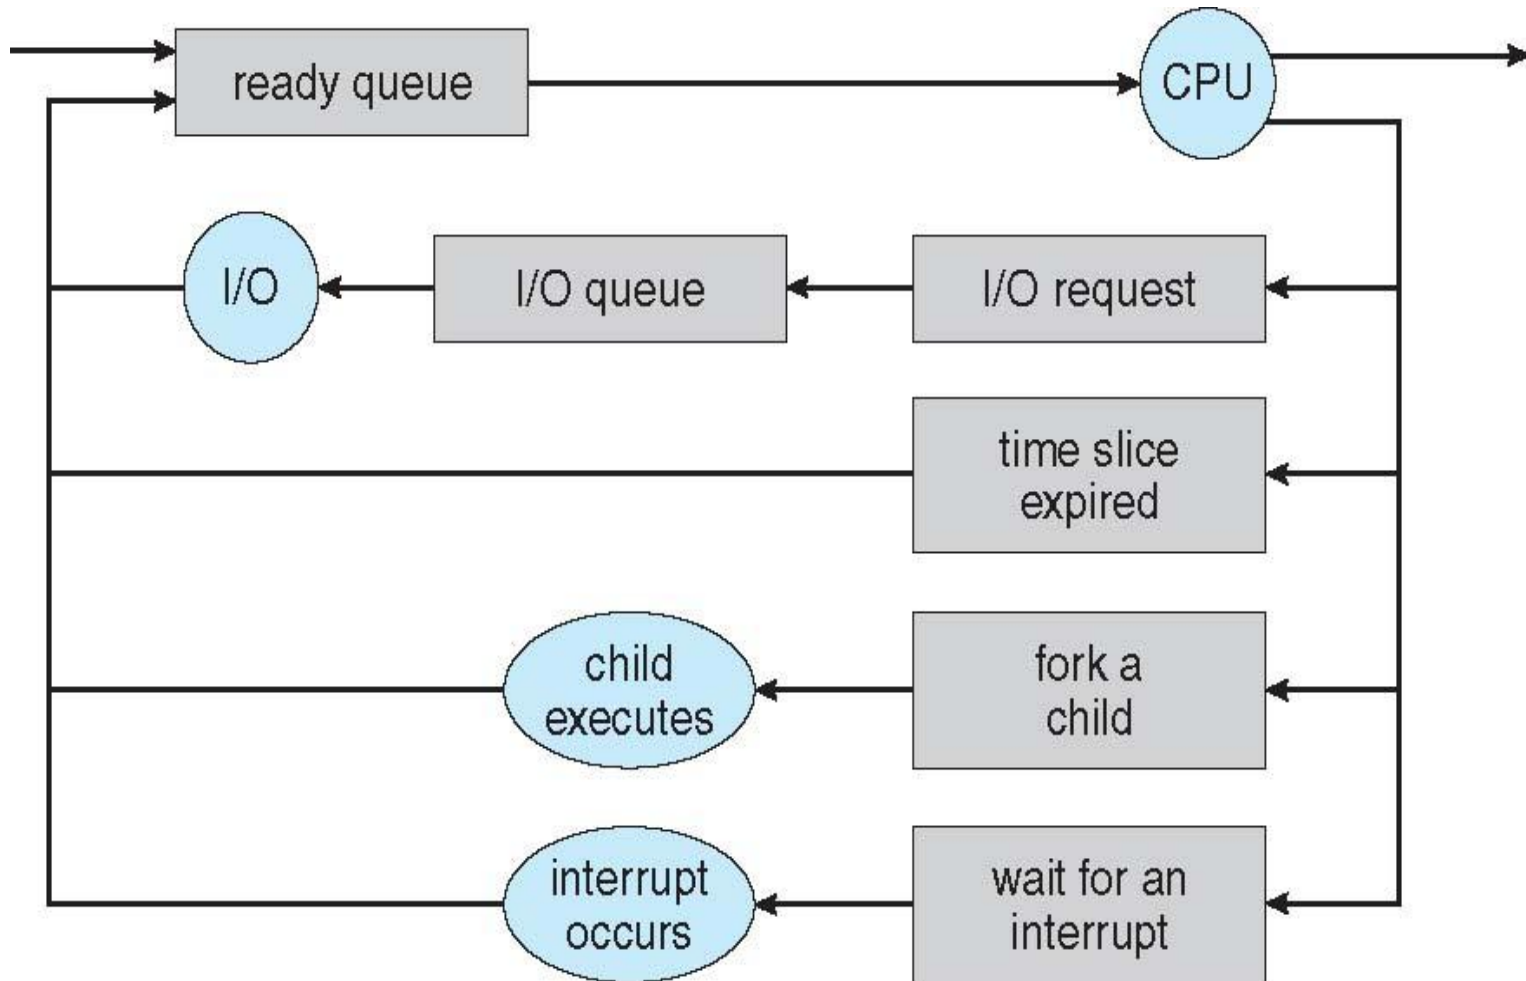 ready queue
CPU
I/O
I/O queue
I/O request
time slice
expired
child
executes
fork a
child
interrupt
occurs
wait for an
interrupt